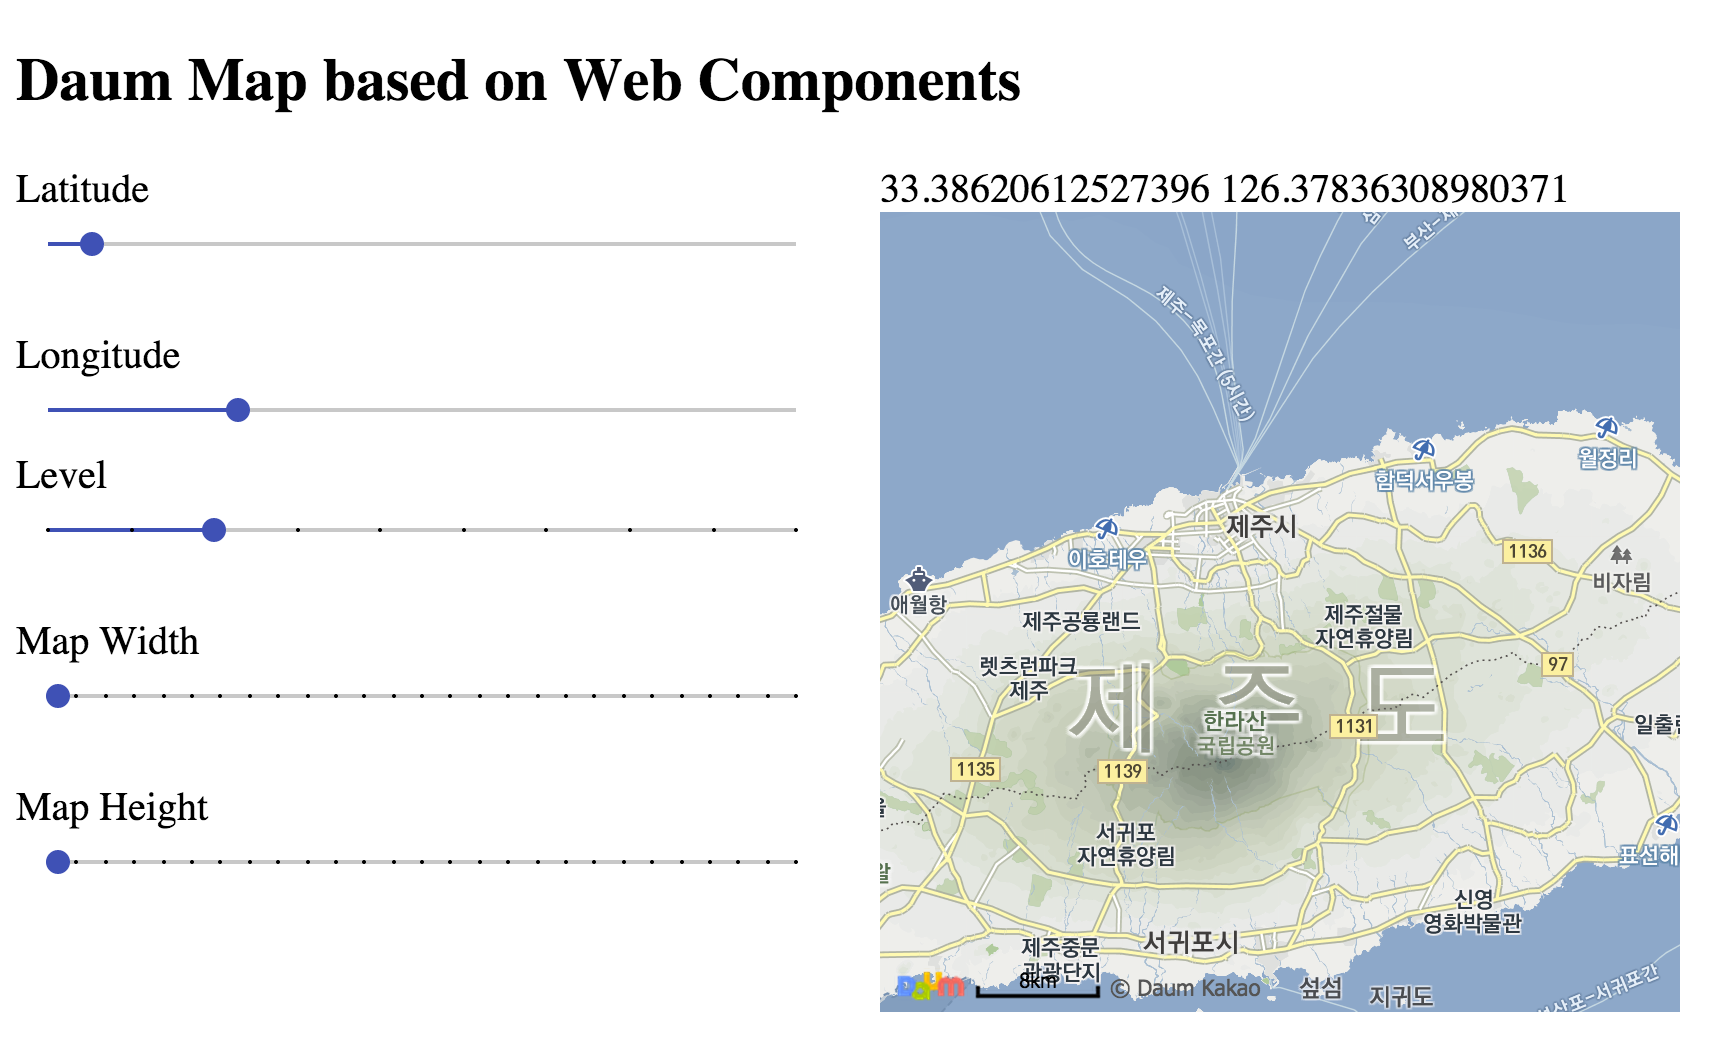 Daum Map based on Web Components
Latitude
Longitude
Level
Map Width
Map Height
33.38620612527396 126.37836308980371
부산-제
제주-목포간 (5시간)
월정리
함덕서우봉
제주시
이호테우
1136
비자림
애월항
제주공룡랜드
제주절물
자연휴양림
렛츠런파크
제주
97
제 주 도
한라산
국립공원
1131
일출
1135
1139
서귀포
자연휴양림
표선해
신영
영화박물관
서귀포시
제주중문
관광단지
Daum
8km
© Daum Kakao
섶섬
지귀도
산포-서귀포간